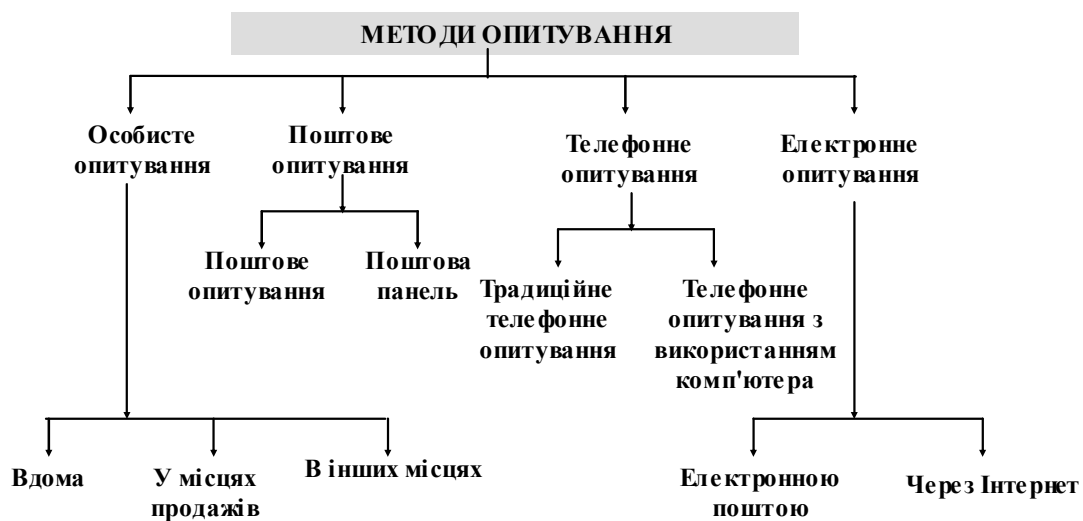 МЕТОДИ ОПИТУВАННЯ
Особисте
опитування
Поштове
опитування
Телефонне
опитування
Електронне
опитування
Поштове
опитування
Поштова
панель
Традиційне
телефонне
опитування
Телефонне
опитування з
використанням
комп'ютера
Вдома
У місцях
продажів
В інших місцях
Електронною
поштою
Через Інтернет